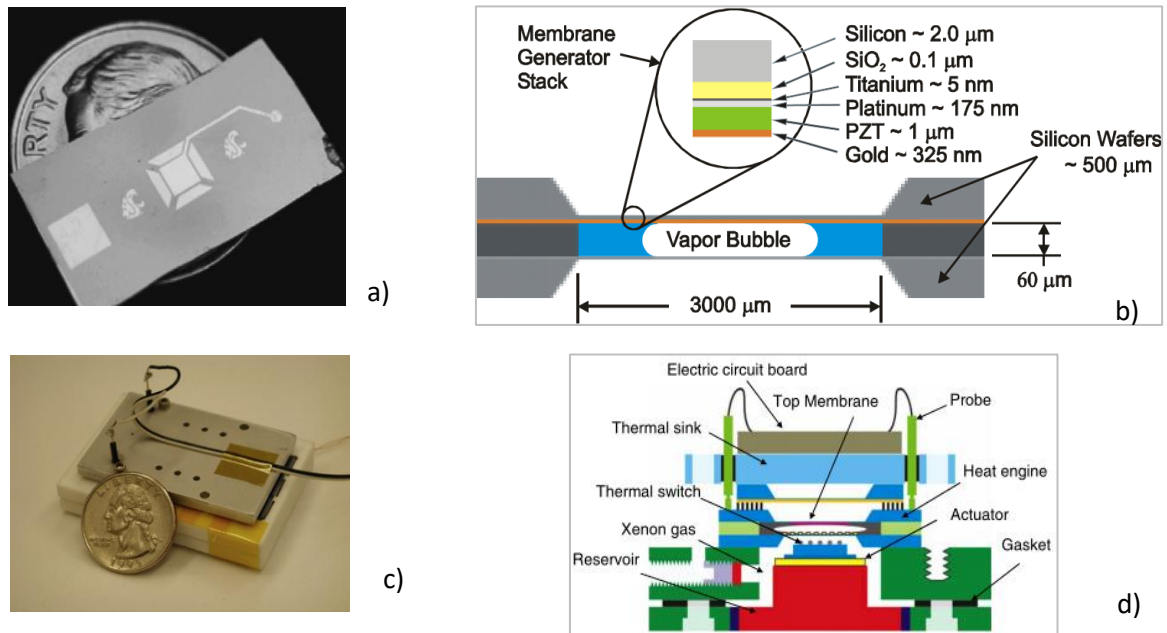 RTY
a)
Membrane
Generator
Stack
Silicon ~ 2.0 μm
SiO₂ ~ 0.1 μm
Titanium ~ 5 nm
Platinum ~ 175 nm
PZT ~ 1 μm
Gold ~ 325 nm
Silicon Wafers
~ 500 μm
Vapor Bubble
60 μm
3000 μm
b)
LIBERTY
c)
Electric circuit board
Top Membrane
Probe
Thermal sink
Heat engine
Thermal switch
Actuator
Xenon gas
Gasket
Reservoir
d)